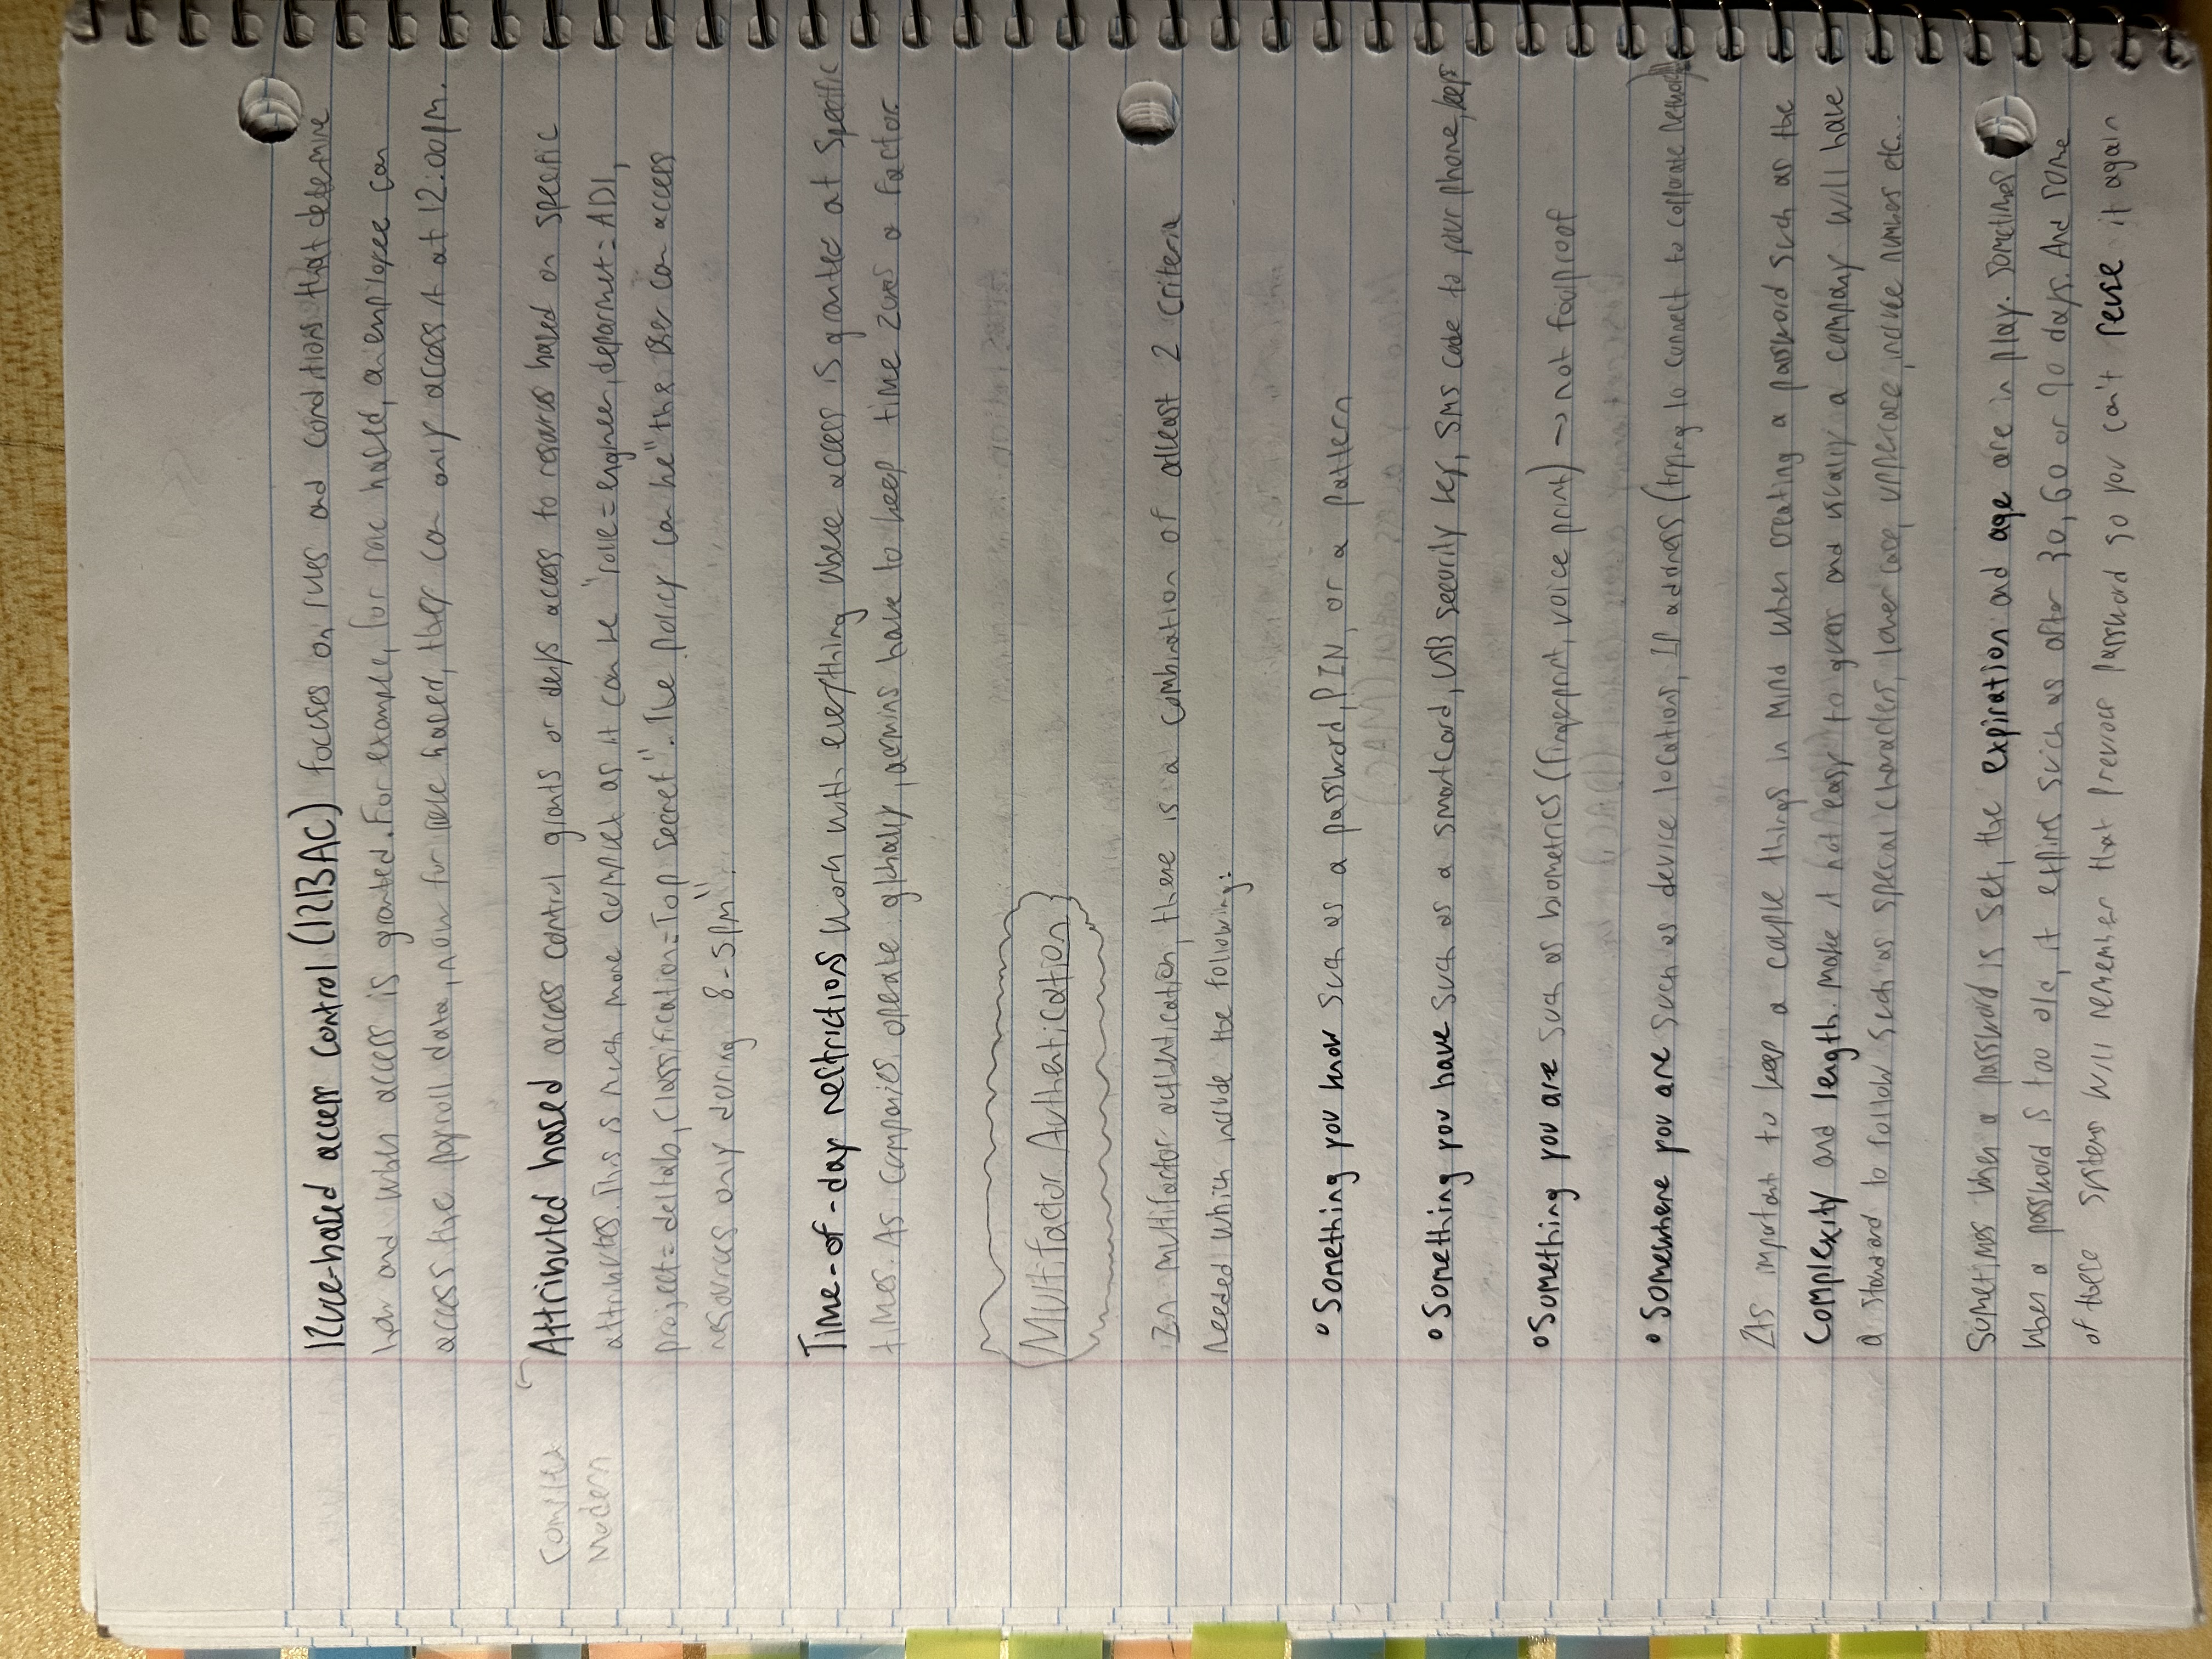 Rule-based access control (RBAC) focuses on rules and conditions that determine
how and when access is granted. For example, for role based, an employee can
access the payroll data, now for rule based, they can only access it at 12:00pm.
Complex
Modern
Attributed based access control grants or denys access to resources based on specific
attributes. This is much more complex as it can be "role=engineer, deparmet=ADI,
project=deltab, Classification=Top Secret". The policy can be "the user can access
resources only during 8-5pm".
Time-of-day restrictions work with everything where access is granted at specific
times. As companies operate globally, admins have to keep time zones a factor.
Multifactor Authentication
In multifactor authentication, there is a combination of atleast 2 criteria
needed which include the following:
• Something you know such as a password, PIN, or a pattern
• Something you have such as a smartcard, USB security key, SMS code to your phone, keys
• Something you are such as biometrics (fingerprint, voice print) → not foolproof
• Somewhere you are such as device locations, IP address (trying to connect to corporate network)
Its important to keep a couple things in mind when creating a password such as the
complexity and length. Make it not easy to guess and usually a company will have
a standard to follow such as special characters, lower case, uppercase, include numbers etc...
Sometimes when a password is set, the expiration and age are in play. Sometimes
when a password is too old, it expires such as after 30, 60 or 90 days. And some
of these systems will remember that previous password so you can't reuse it again